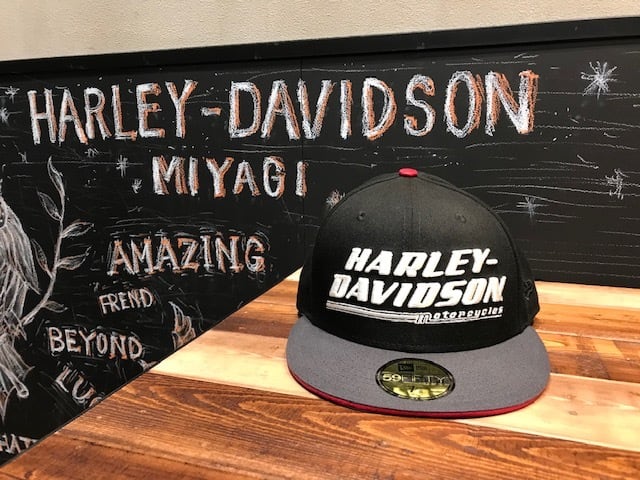 HARLEY-DAVIDSON
MIYAGI
AMAZING
FREND
BEYOND
HARLEY-
DAVIDSON
motorcycles
59FIFTY